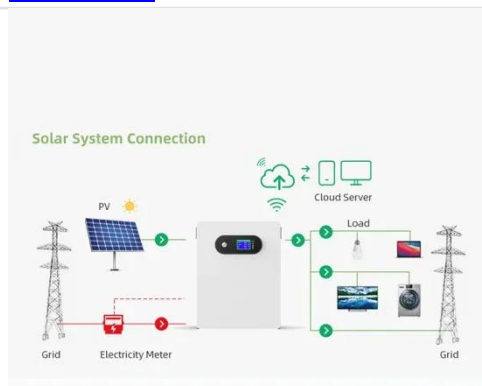 Solar System Connection
Cloud Server
PV
Load
Grid
Electricity Meter
Grid